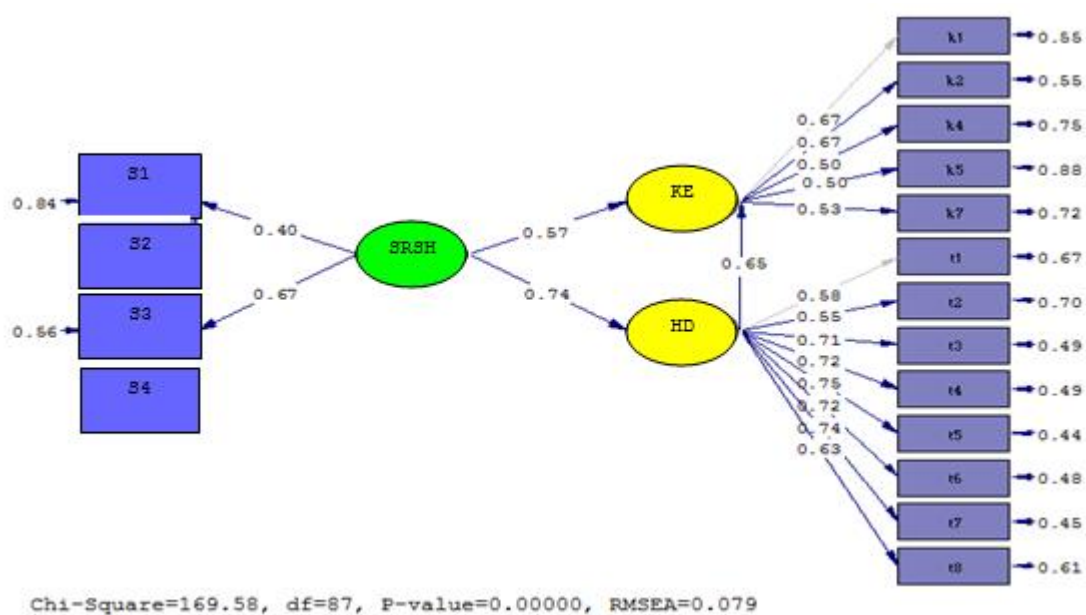 S1
0.84
S2
S3
0.56
S4
0.40
0.67
SRSH
0.57
0.74
KE
HD
0.65
0.67
0.67
0.50
0.50
0.53
0.58
0.55
0.71
0.72
0.75
0.72
0.74
0.63
k1 0.55
k2 0.55
k4 0.75
k5 0.88
k7 0.72
t1 0.67
t2 0.70
t3 0.49
t4 0.49
t5 0.44
t6 0.48
t7 0.45
t8 0.61
Chi-Square=169.58, df=87, P-value=0.00000, RMSEA=0.079